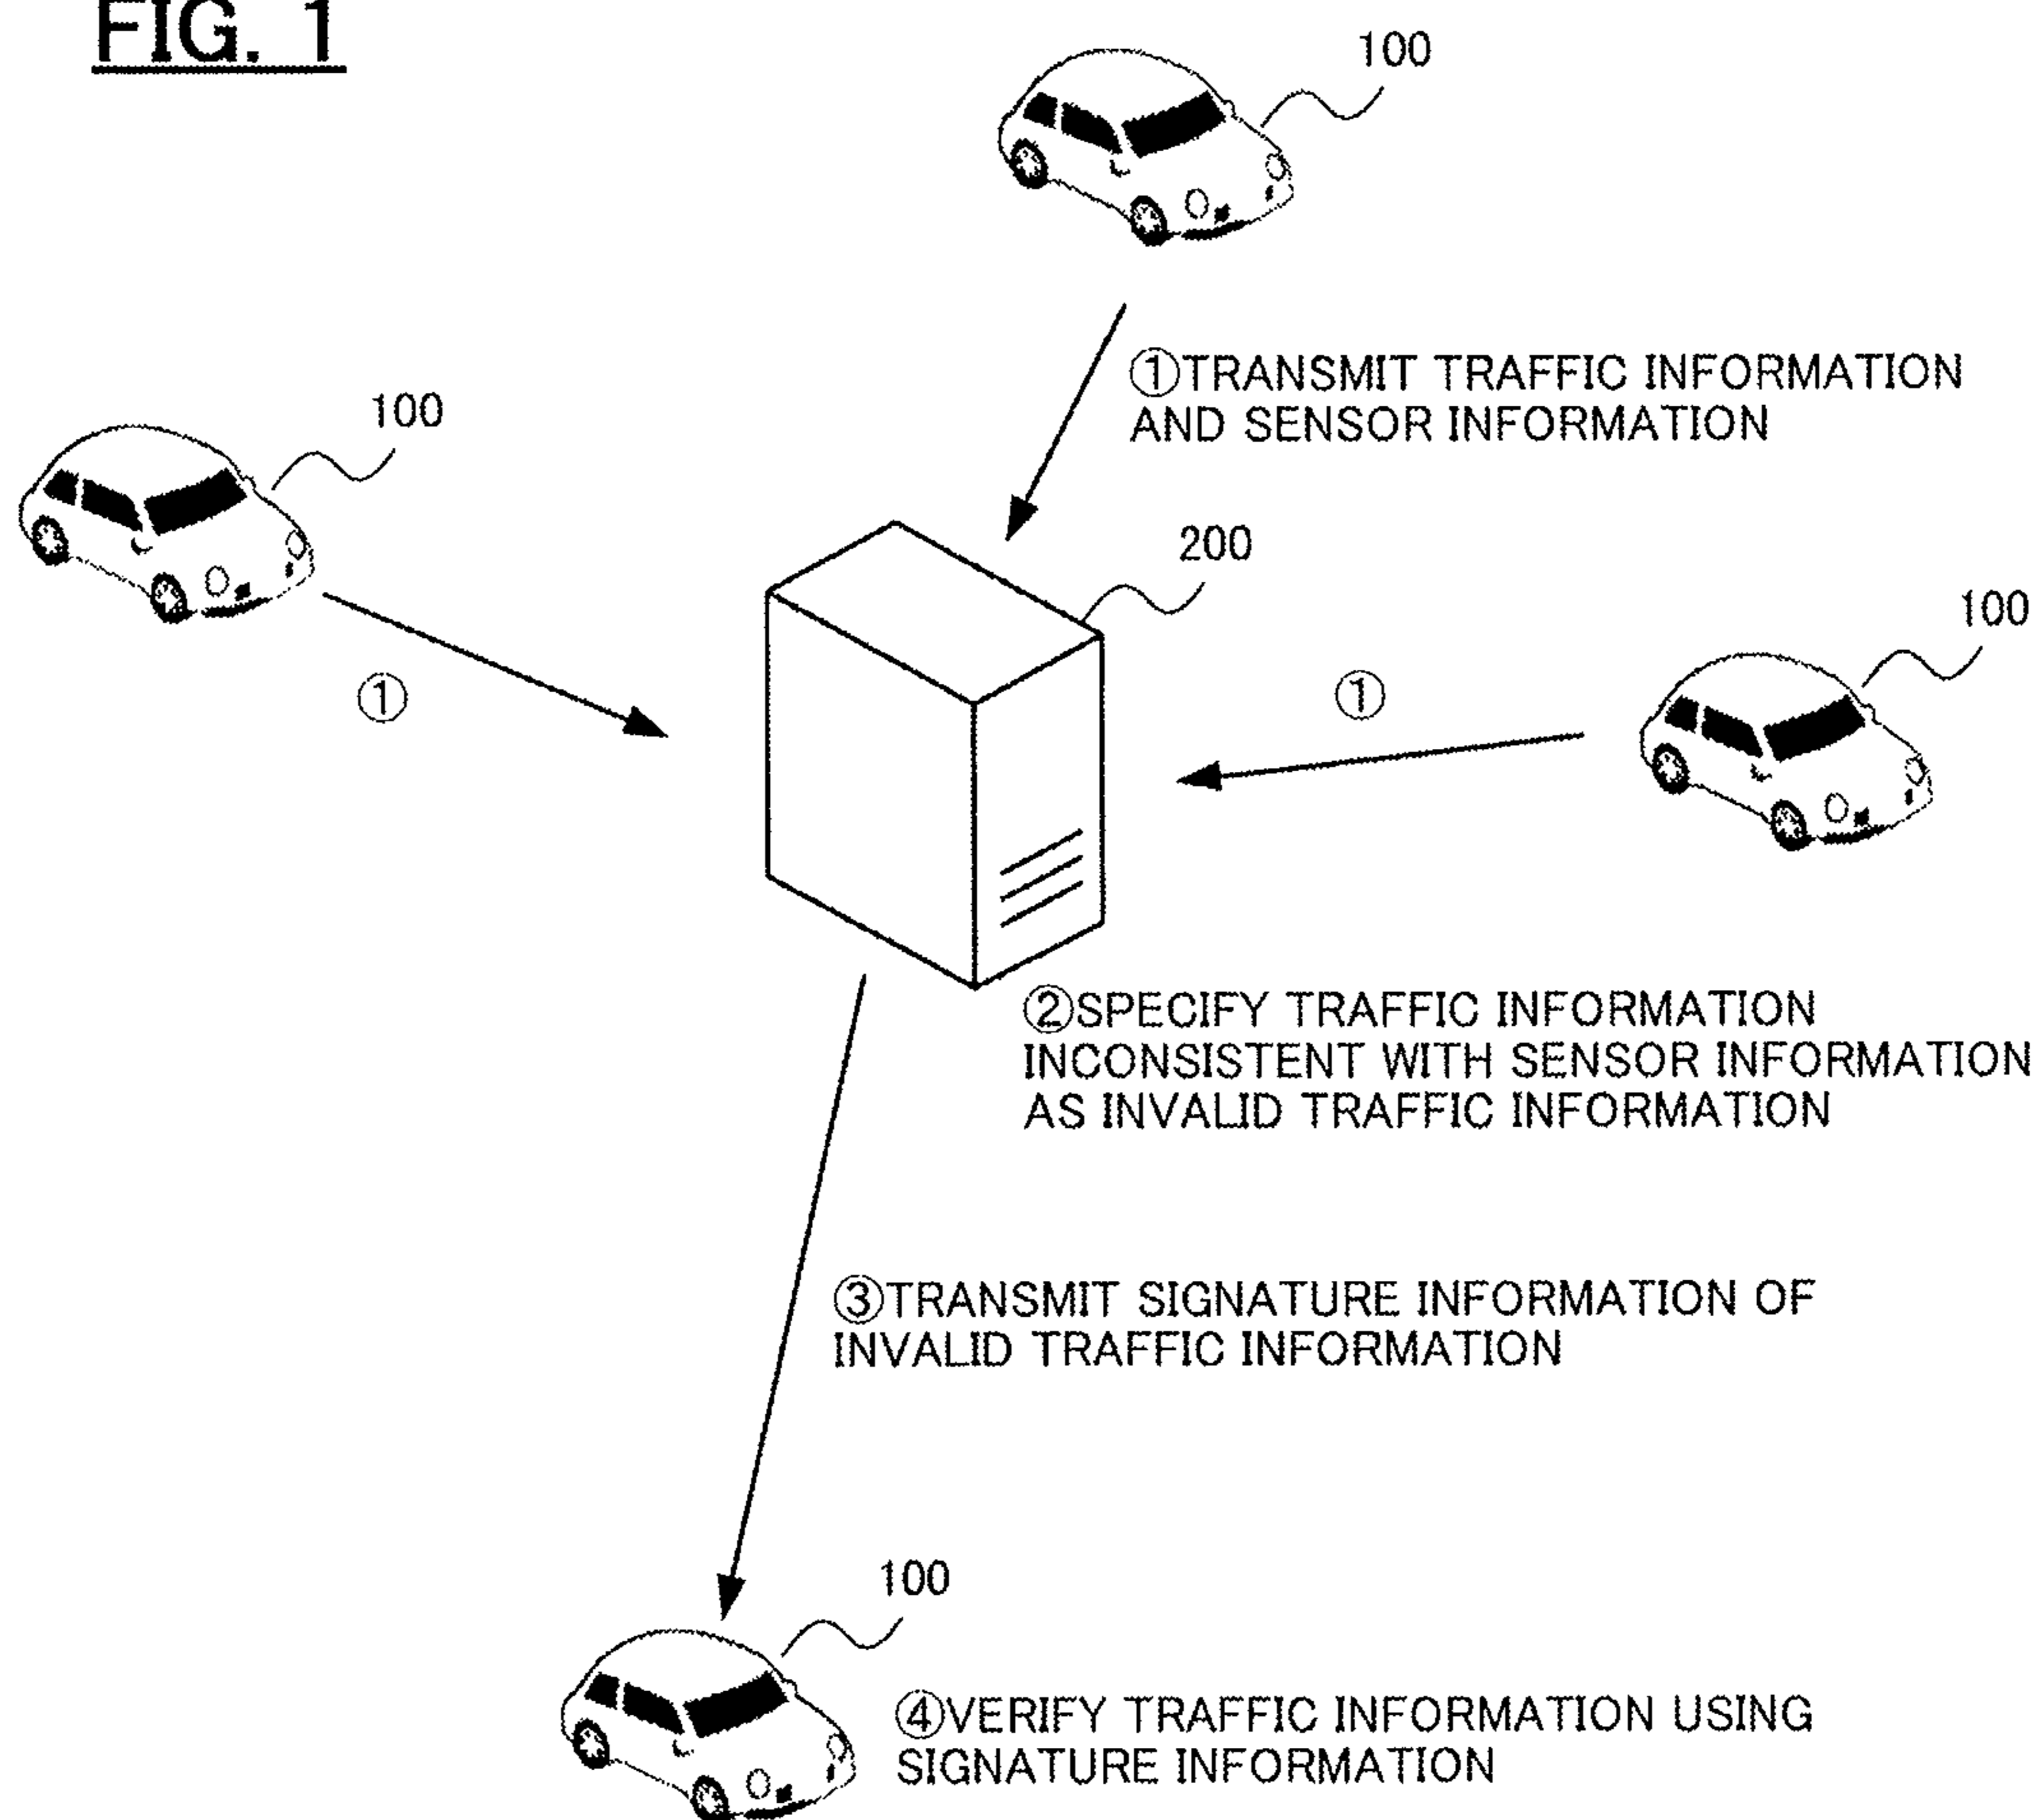 FIG. 1
100
①TRANSMIT TRAFFIC INFORMATION
AND SENSOR INFORMATION
100
200
100
①
①
②SPECIFY TRAFFIC INFORMATION
INCONSISTENT WITH SENSOR INFORMATION
AS INVALID TRAFFIC INFORMATION
③TRANSMIT SIGNATURE INFORMATION OF
INVALID TRAFFIC INFORMATION
100
④VERIFY TRAFFIC INFORMATION USING
SIGNATURE INFORMATION